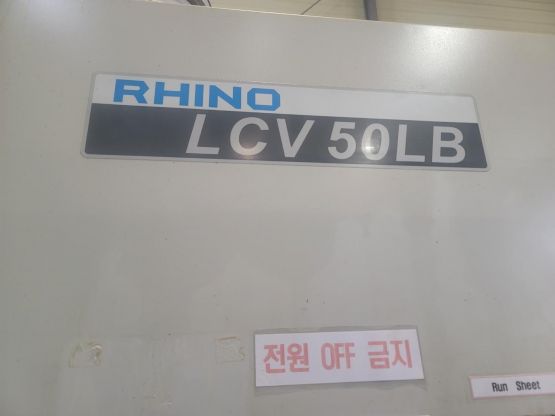 RHINO
LCV 50LB
전원 OFF 금지
Run Sheet